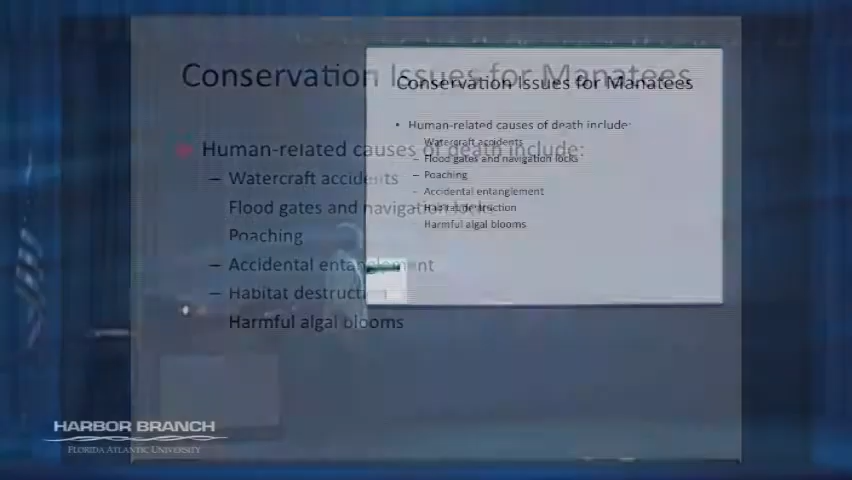 Conservation Issues for Manatees
Human-related causes of death include:
– Watercraft accidents
Flood gates and navigation locks
Poaching
– Accidental entanglement
– Habitat destruction
Harmful algal blooms
Conservation Issues for Manatees
• Human-related causes of death include:
Watercraft accidents
– Flood gates and navigation locks
– Poaching
– Accidental entanglement
– Habitat destruction
Harmful algal blooms
HARBOR BRANCH
FLORIDA ATLANTIC UNIVERSITY